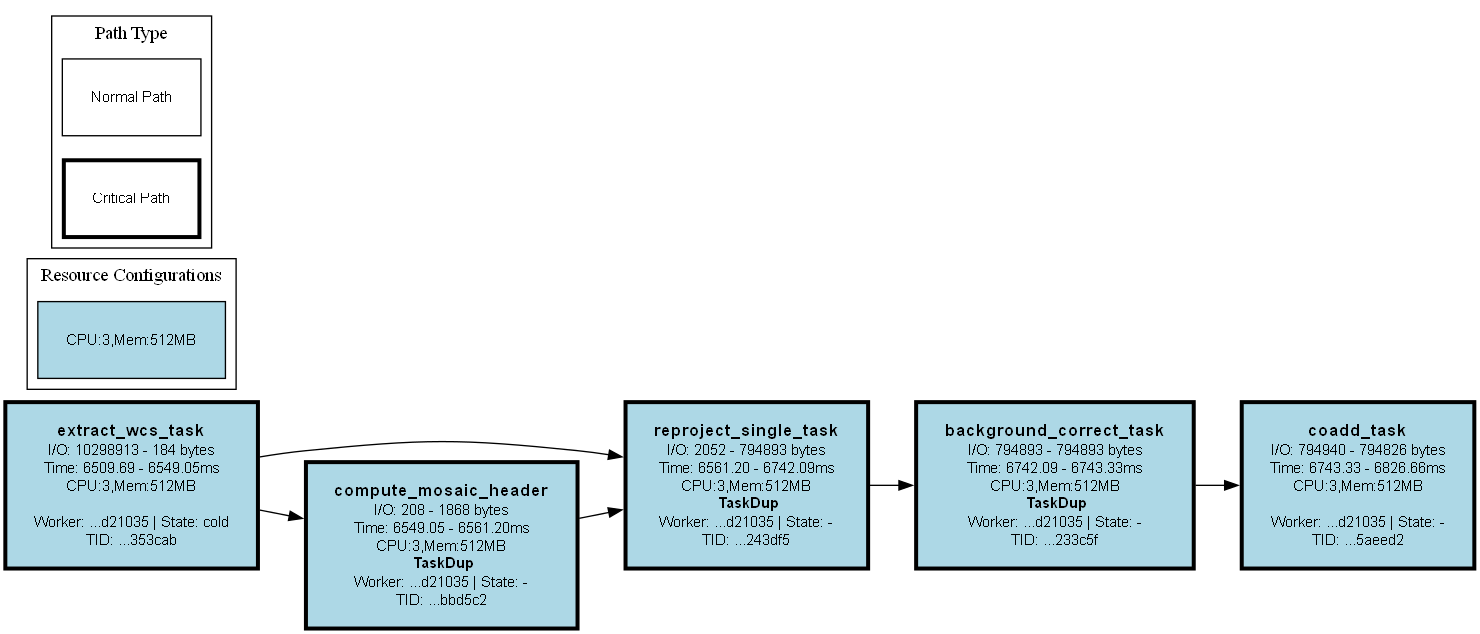 Path Type
Normal Path
Critical Path
Resource Configurations
CPU:3,Mem:512MB
extract_wcs_task
I/O: 10298913 - 184 bytes
Time: 6509.69 - 6549.05ms
CPU:3,Mem:512MB
Worker: ...d21035 | State: cold
TID: ...353cab
compute_mosaic_header
I/O: 208 - 1868 bytes
Time: 6549.05 - 6561.20ms
CPU:3,Mem:512MB
TaskDup
Worker: ...d21035 | State: -
TID: ...bbd5c2
reproject_single_task
I/O: 2052 - 794893 bytes
Time: 6561.20 - 6742.09ms
CPU:3,Mem:512MB
TaskDup
Worker: ...d21035 | State: -
TID: ...243df5
background_correct_task
I/O: 794893 - 794893 bytes
Time: 6742.09 - 6743.33ms
CPU:3,Mem:512MB
TaskDup
Worker: ...d21035 | State: -
TID: ...233c5f
coadd_task
I/O: 794940 - 794826 bytes
Time: 6743.33 - 6826.66ms
CPU:3,Mem:512MB
Worker: ...d21035 | State: -
TID: ...5aeed2